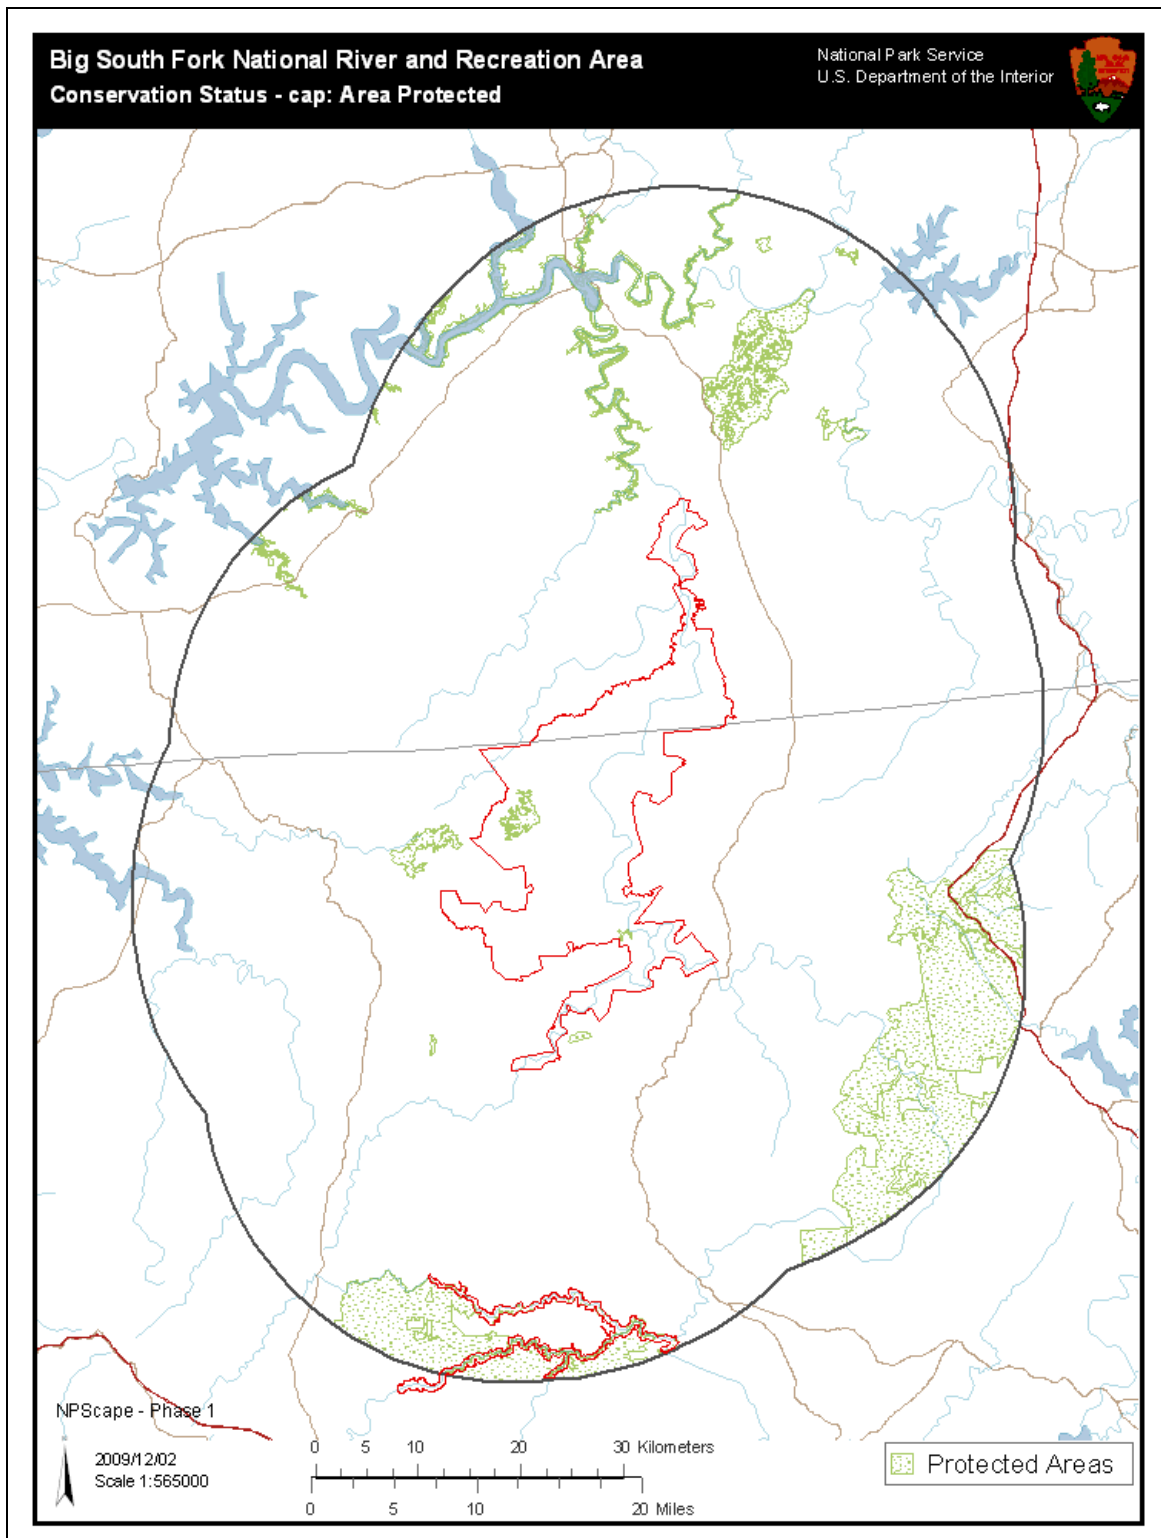 Big South Fork National River and Recreation Area
Conservation Status - cap: Area Protected
National Park Service
U.S. Department of the Interior
NPScape - Phase 1
2009/12/02
Scale 1:565000
0 5 10 20 30 Kilometers
0 5 10 20 Miles
Protected Areas